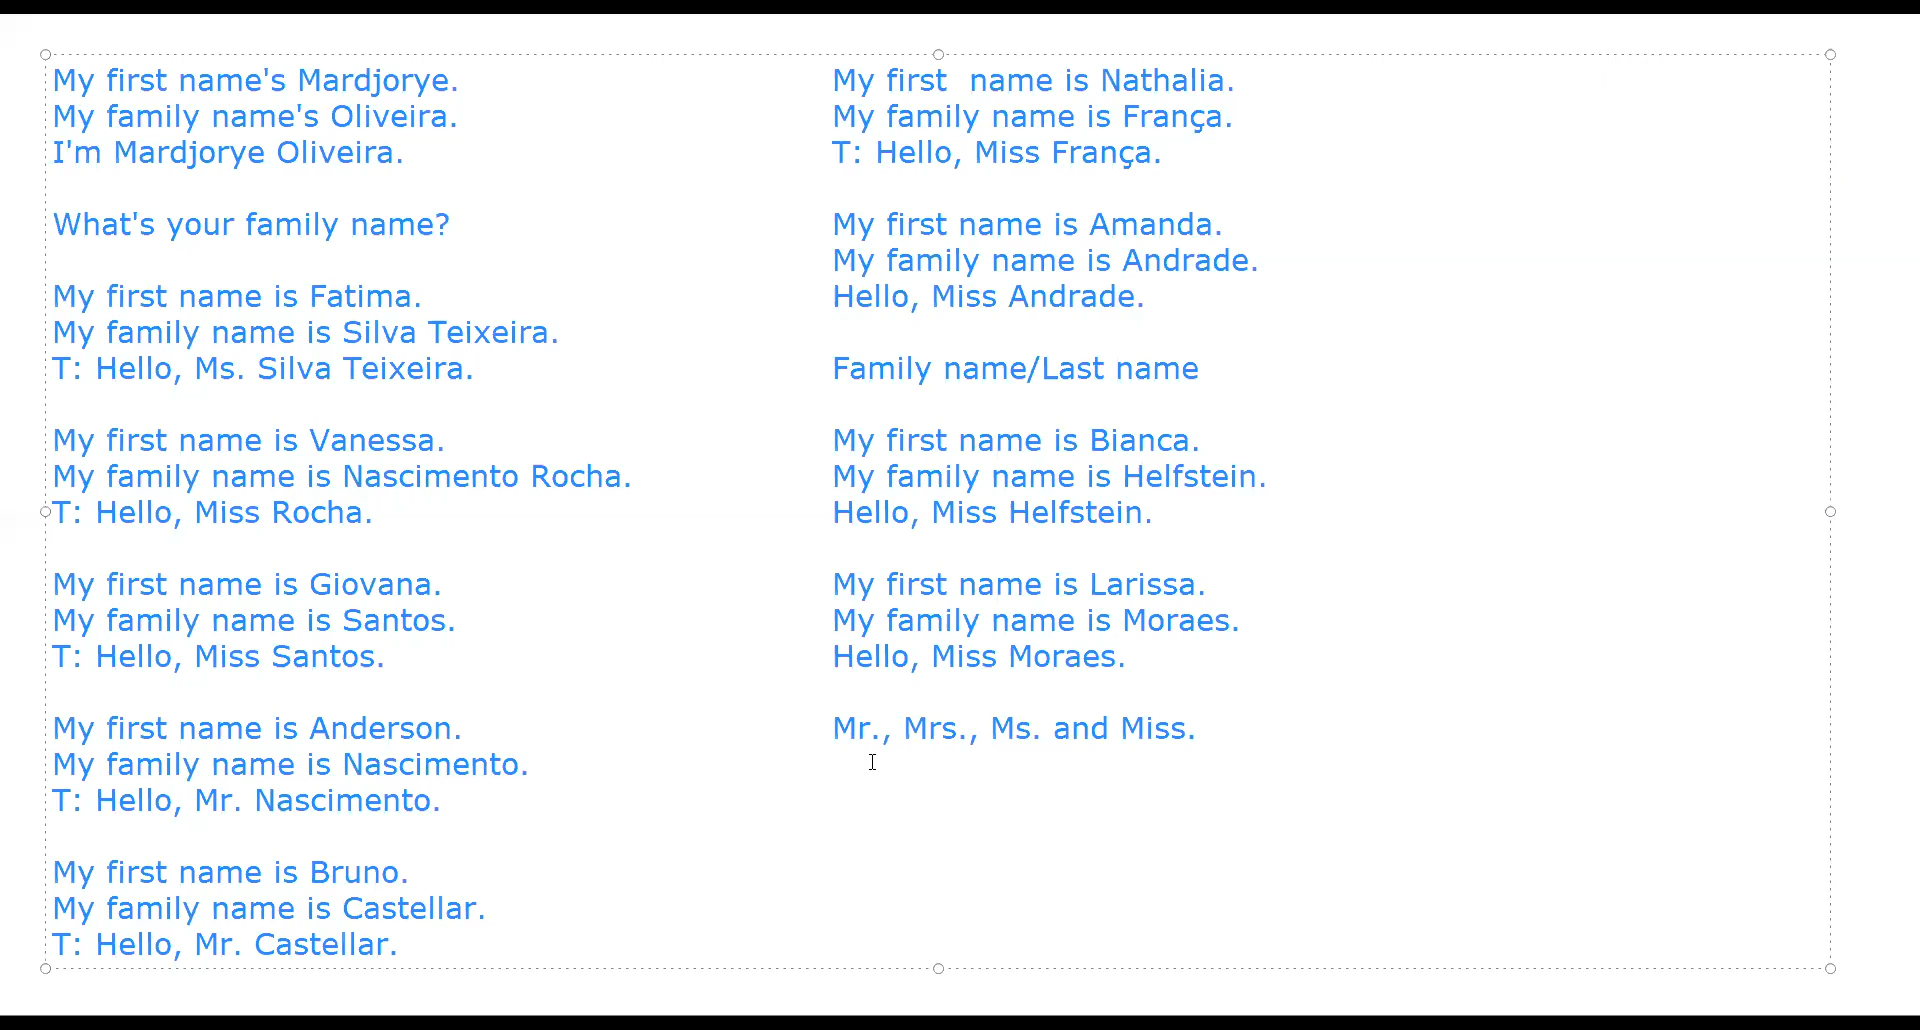 My first name's Mardjorye.
My family name's Oliveira.
I'm Mardjorye Oliveira.
What's your family name?
My first name is Fatima.
My family name is Silva Teixeira.
T: Hello, Ms. Silva Teixeira.
My first name is Vanessa.
My family name is Nascimento Rocha.
T: Hello, Miss Rocha.
My first name is Giovana.
My family name is Santos.
T: Hello, Miss Santos.
My first name is Anderson.
My family name is Nascimento.
T: Hello, Mr. Nascimento.
My first name is Bruno.
My family name is Castellar.
T: Hello, Mr. Castellar.
My first  name is Nathalia.
My family name is França.
T: Hello, Miss França.
My first name is Amanda.
My family name is Andrade.
Hello, Miss Andrade.
Family name/Last name
My first name is Bianca.
My family name is Helfstein.
Hello, Miss Helfstein.
My first name is Larissa.
My family name is Moraes.
Hello, Miss Moraes.
Mr., Mrs., Ms. and Miss.